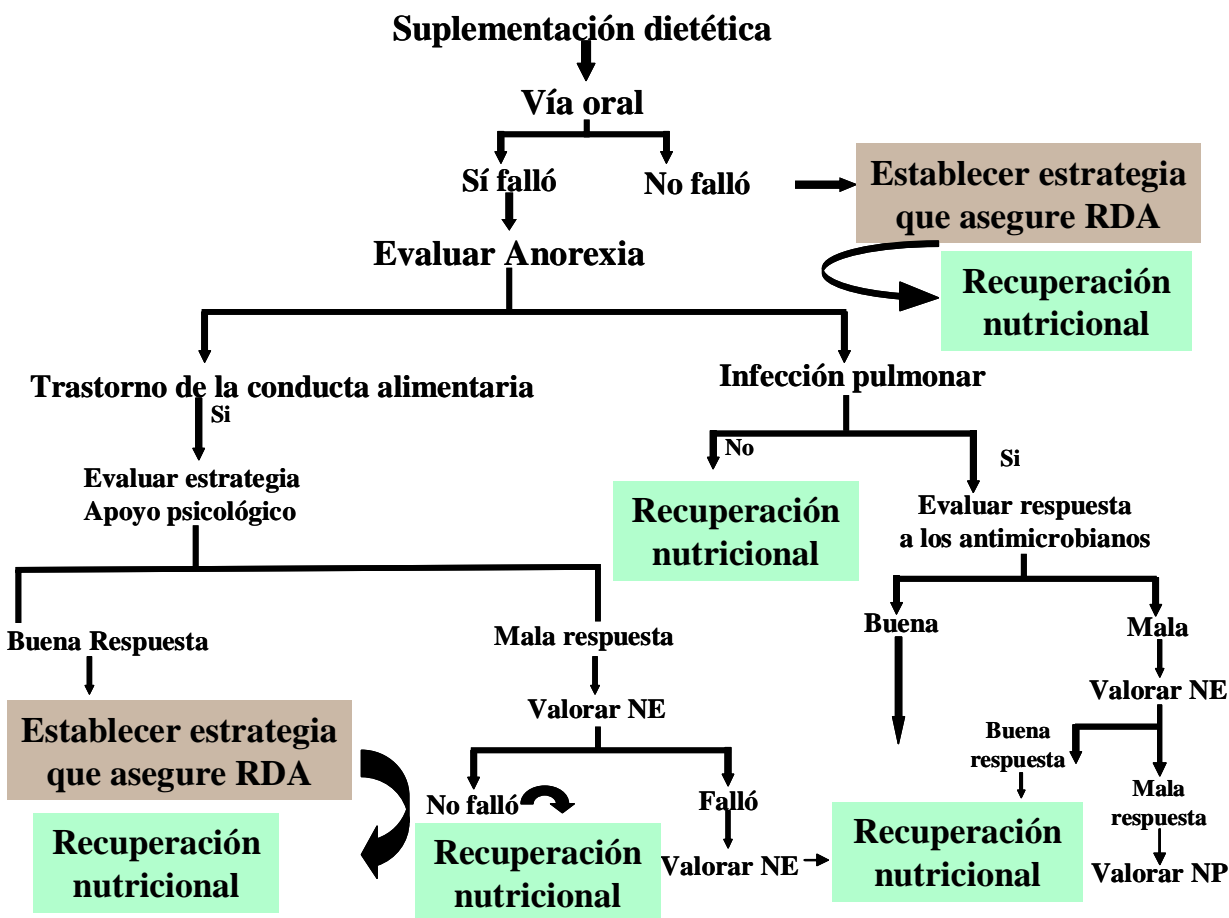 Suplementación dietética
Vía oral
Sí falló
No falló
Establecer estrategia
que asegure RDA
Recuperación
nutricional
Evaluar Anorexia
Trastorno de la conducta alimentaria
Si
Evaluar estrategia
Apoyo psicológico
Buena Respuesta
Establecer estrategia
que asegure RDA
Recuperación
nutricional
Mala respuesta
Valorar NE
No falló
Recuperación
nutricional
Falló
Valorar NE
Infección pulmonar
No
Recuperación
nutricional
Si
Evaluar respuesta
a los antimicrobianos
Buena
Mala
Valorar NE
Buena
respuesta
Recuperación
nutricional
Mala
respuesta
Valorar NP